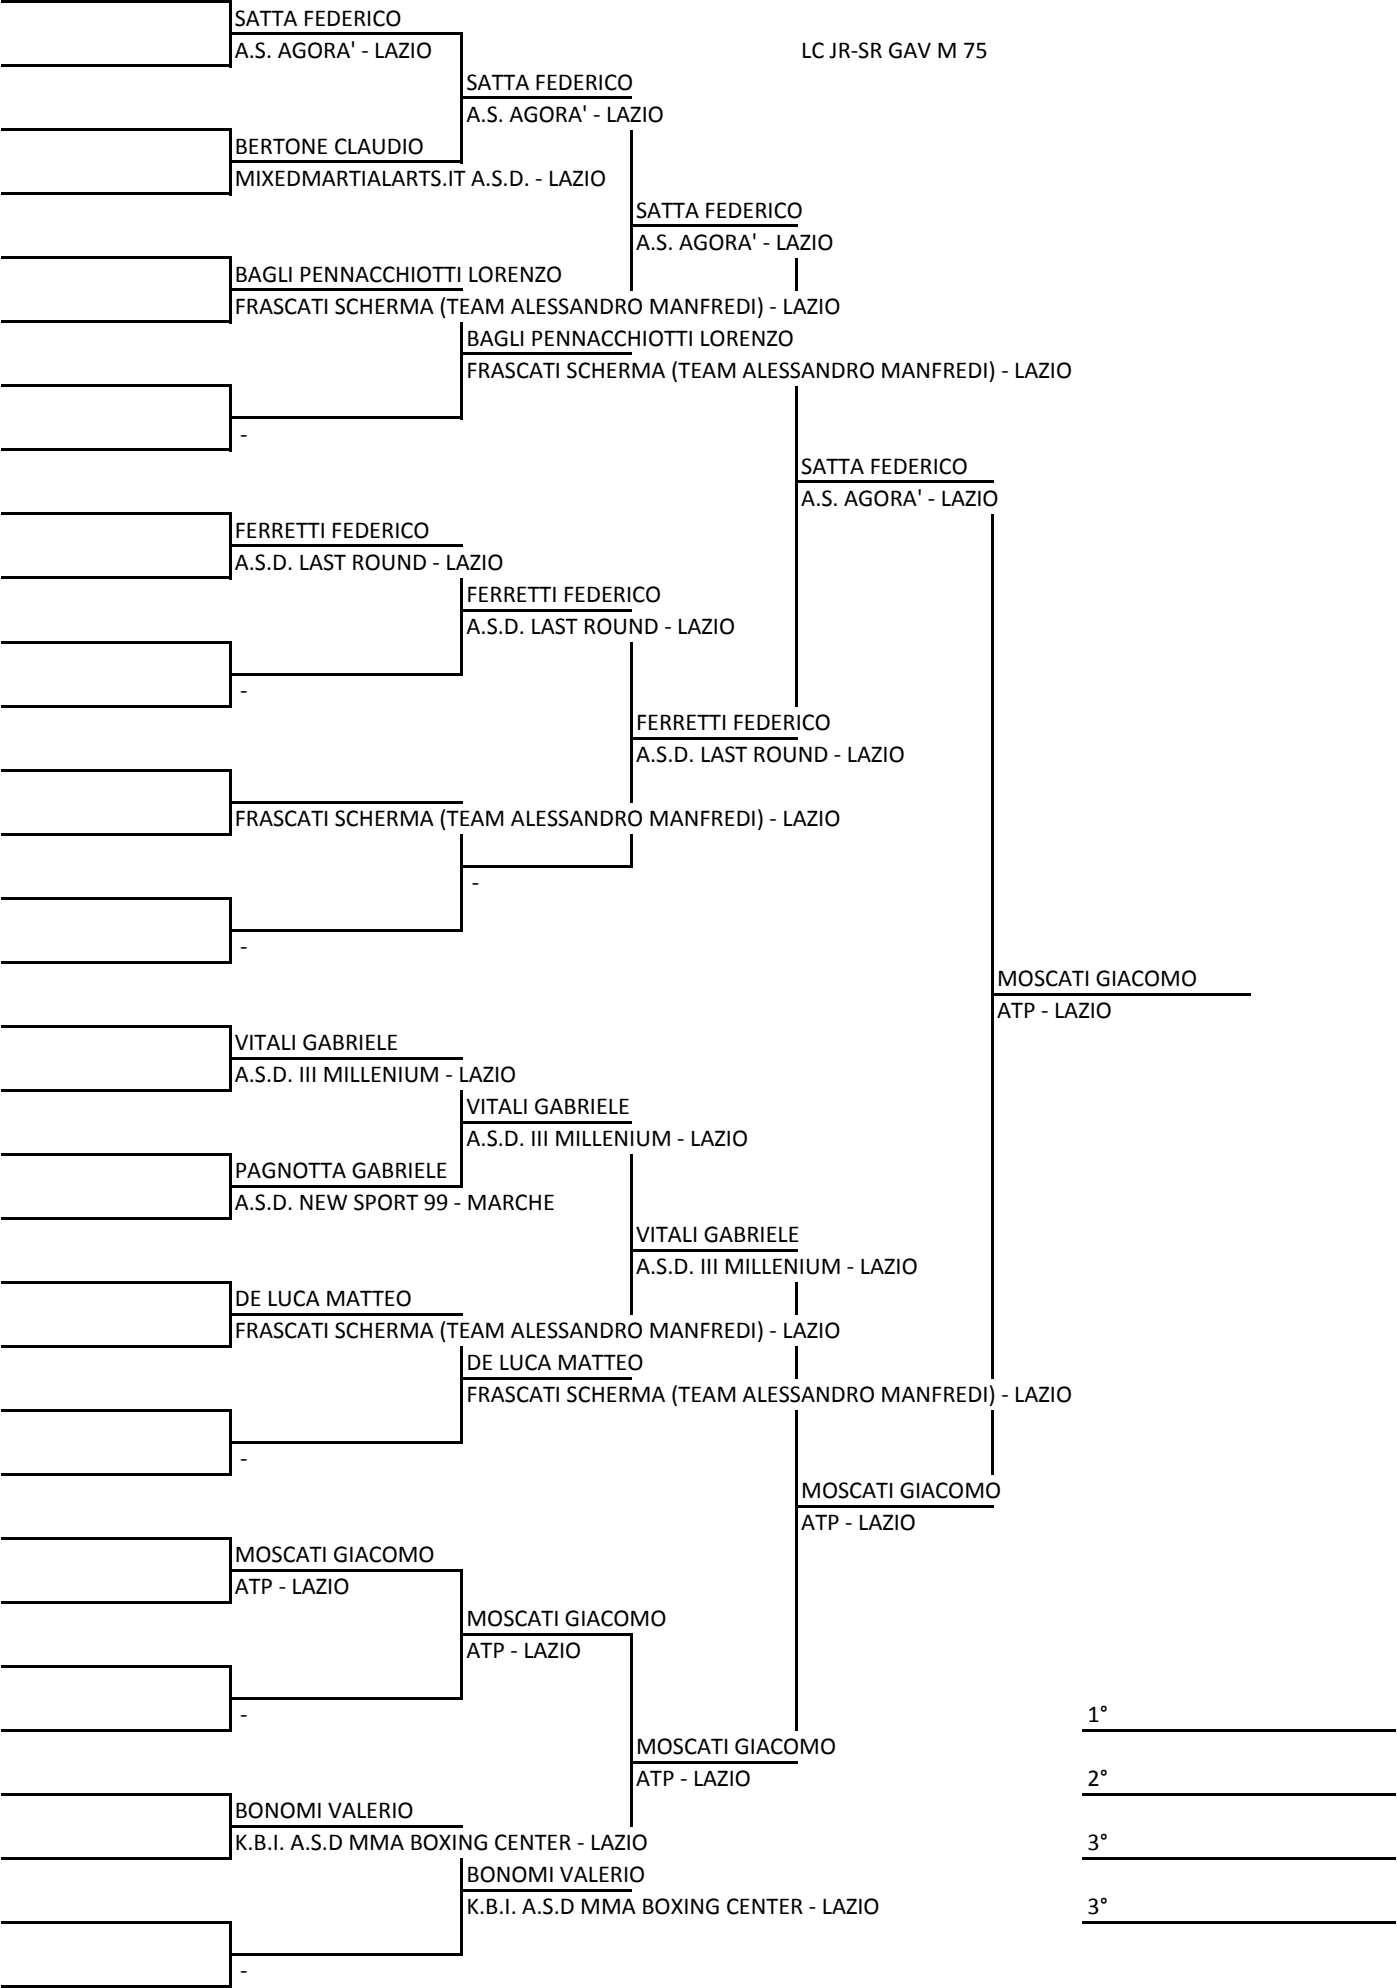 SATTA FEDERICO
A.S. AGORA' - LAZIO
LC JR-SR GAV M 75
SATTA FEDERICO
A.S. AGORA' - LAZIO
BERTONE CLAUDIO
MIXEDMARTIALARTS.IT A.S.D. - LAZIO
SATTA FEDERICO
A.S. AGORA' - LAZIO
BAGLI PENNACCHIOTTI LORENZO
FRASCATI SCHERMA (TEAM ALESSANDRO MANFREDI) - LAZIO
BAGLI PENNACCHIOTTI LORENZO
FRASCATI SCHERMA (TEAM ALESSANDRO MANFREDI) - LAZIO
-
SATTA FEDERICO
A.S. AGORA' - LAZIO
FERRETTI FEDERICO
A.S.D. LAST ROUND - LAZIO
FERRETTI FEDERICO
A.S.D. LAST ROUND - LAZIO
-
FERRETTI FEDERICO
A.S.D. LAST ROUND - LAZIO
FRASCATI SCHERMA (TEAM ALESSANDRO MANFREDI) - LAZIO
-
-
MOSCATI GIACOMO
ATP - LAZIO
VITALI GABRIELE
A.S.D. III MILLENIUM - LAZIO
VITALI GABRIELE
A.S.D. III MILLENIUM - LAZIO
PAGNOTTA GABRIELE
A.S.D. NEW SPORT 99 - MARCHE
VITALI GABRIELE
A.S.D. III MILLENIUM - LAZIO
DE LUCA MATTEO
FRASCATI SCHERMA (TEAM ALESSANDRO MANFREDI) - LAZIO
DE LUCA MATTEO
FRASCATI SCHERMA (TEAM ALESSANDRO MANFREDI) - LAZIO
-
MOSCATI GIACOMO
ATP - LAZIO
MOSCATI GIACOMO
ATP - LAZIO
MOSCATI GIACOMO
ATP - LAZIO
-
1°
MOSCATI GIACOMO
ATP - LAZIO
2°
BONOMI VALERIO
K.B.I. A.S.D MMA BOXING CENTER - LAZIO
3°
BONOMI VALERIO
K.B.I. A.S.D MMA BOXING CENTER - LAZIO
3°
-